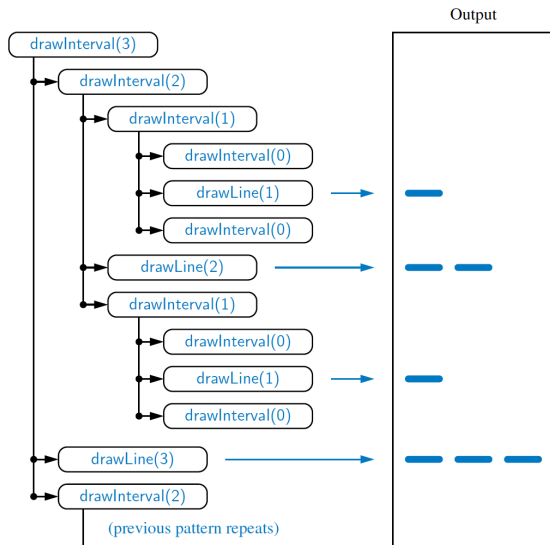 Output
drawInterval(3)
drawInterval(2)
drawInterval(1)
drawInterval(0)
drawLine(1)
drawInterval(0)
drawLine(2)
drawInterval(1)
drawInterval(0)
drawLine(1)
drawInterval(0)
drawLine(3)
drawInterval(2)
(previous pattern repeats)